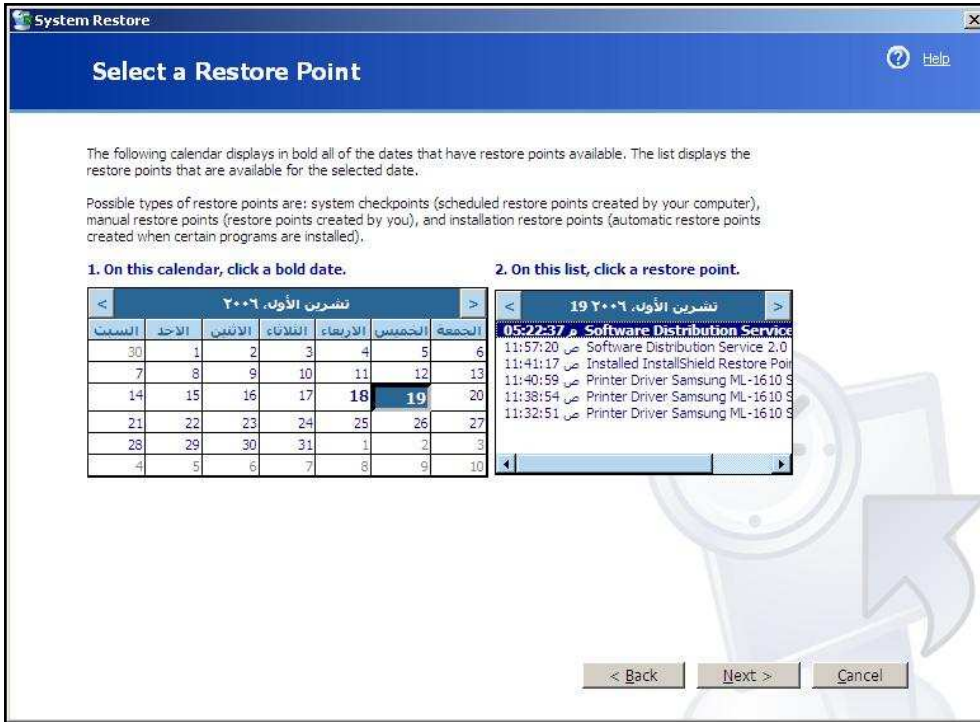 System Restore
Select a Restore Point
Help
The following calendar displays in bold all of the dates that have restore points available. The list displays the
restore points that are available for the selected date.
Possible types of restore points are: system checkpoints (scheduled restore points created by your computer),
manual restore points (restore points created by you), and installation restore points (automatic restore points
created when certain programs are installed).
1. On this calendar, click a bold date.
< تشرين الأول، ٢٠٠٦ >
السبت الاحد الاثنين الثلاثاء الاربعاء الخميس الجمعة
30 1 2 3 4 5 6
7 8 9 10 11 12 13
14 15 16 17 18 19 20
21 22 23 24 25 26 27
28 29 30 31 1 2 3
4 5 6 7 8 9 10
2. On this list, click a restore point.
< 19 تشرين الأول، ٢٠٠٦ >
05:22:37 م Software Distribution Service
11:57:20 ص Software Distribution Service 2.0
11:41:17 ص Installed InstallShield Restore Poin
11:40:59 ص Printer Driver Samsung ML-1610 S
11:38:54 ص Printer Driver Samsung ML-1610 S
11:32:51 ص Printer Driver Samsung ML-1610 S
< Back
Next >
Cancel